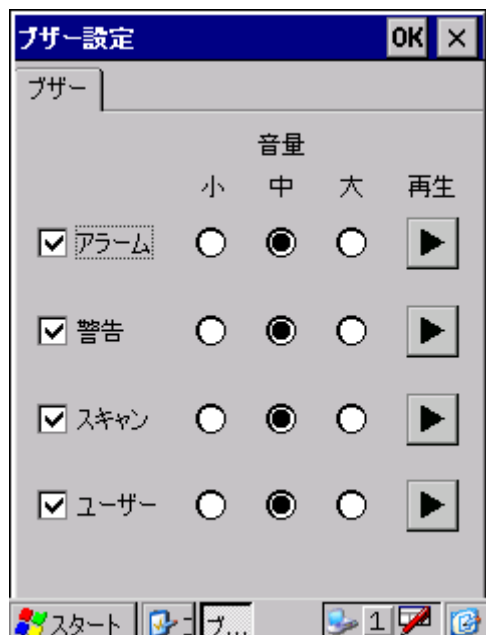 ブザー設定 OK ×
ブザー
音量
小 中 大 再生
アラーム
警告
スキャン
ユーザー
スタート ブ... 1